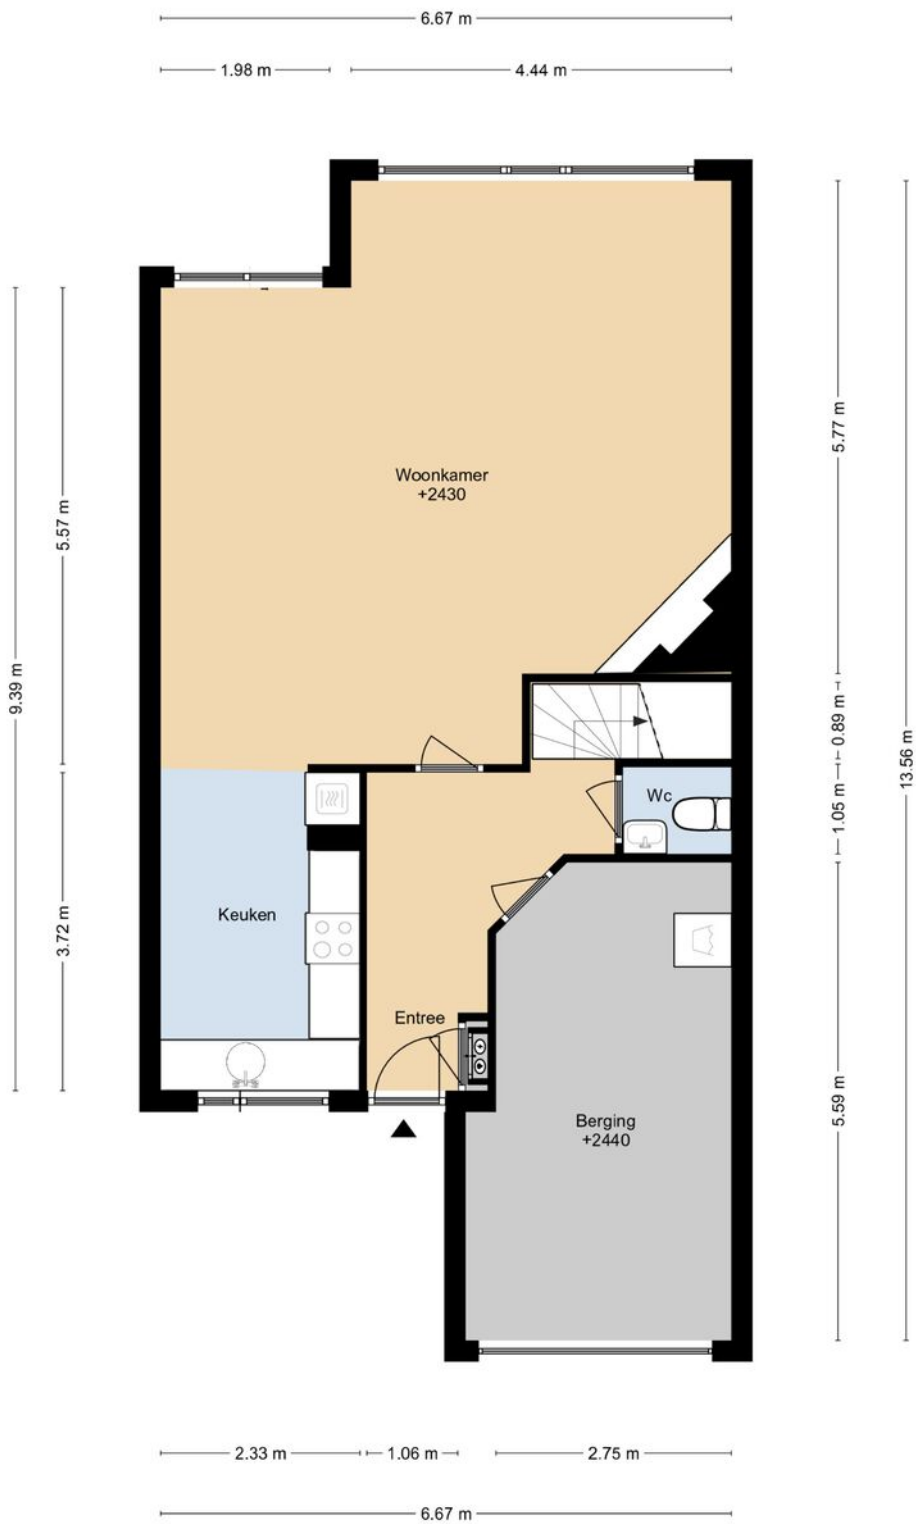 6.67 m
1.98 m
4.44 m
Woonkamer
+2430
5.77 m
5.57 m
9.39 m
0.89 m
13.56 m
Wc
1.05 m
Keuken
3.72 m
Entree
Berging
+2440
5.59 m
2.33 m
1.06 m
2.75 m
6.67 m